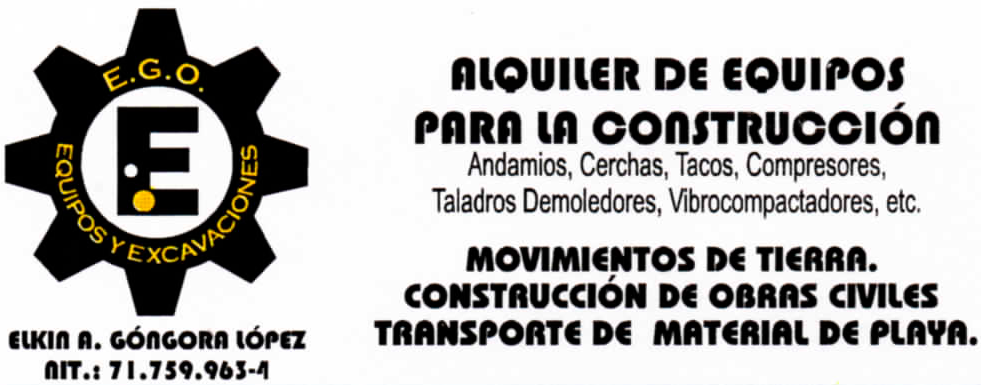 E.G.O.
E
EQUIPOS Y EXCAVACIONES
ELKIN A. GÓNGORA LÓPEZ
NIT.: 71.759.963-4
ALQUILER DE EQUIPOS
PARA LA CONSTRUCCIÓN
Andamios, Cerchas, Tacos, Compresores,
Taladros Demoledores, Vibrocompactadores, etc.
MOVIMIENTOS DE TIERRA.
CONSTRUCCIÓN DE OBRAS CIVILES
TRANSPORTE DE MATERIAL DE PLAYA.